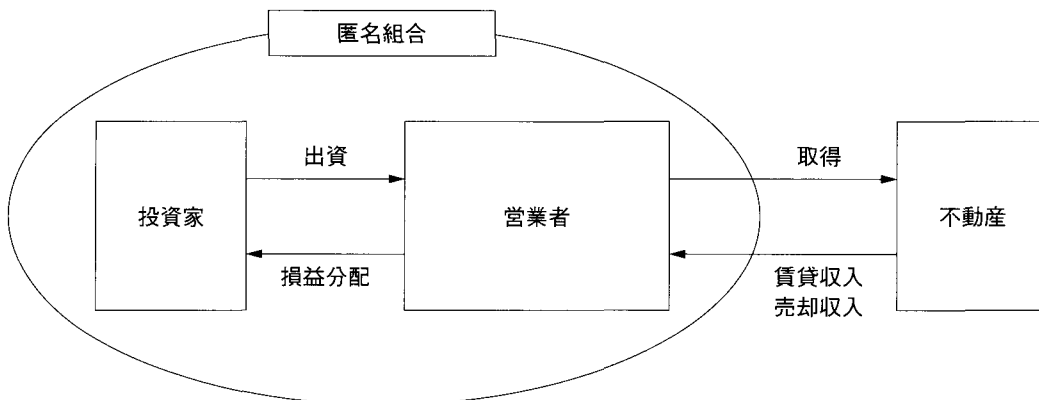 匿名組合
出資
取得
投資家
営業者
不動産
損益分配
賃貸収入
売却収入